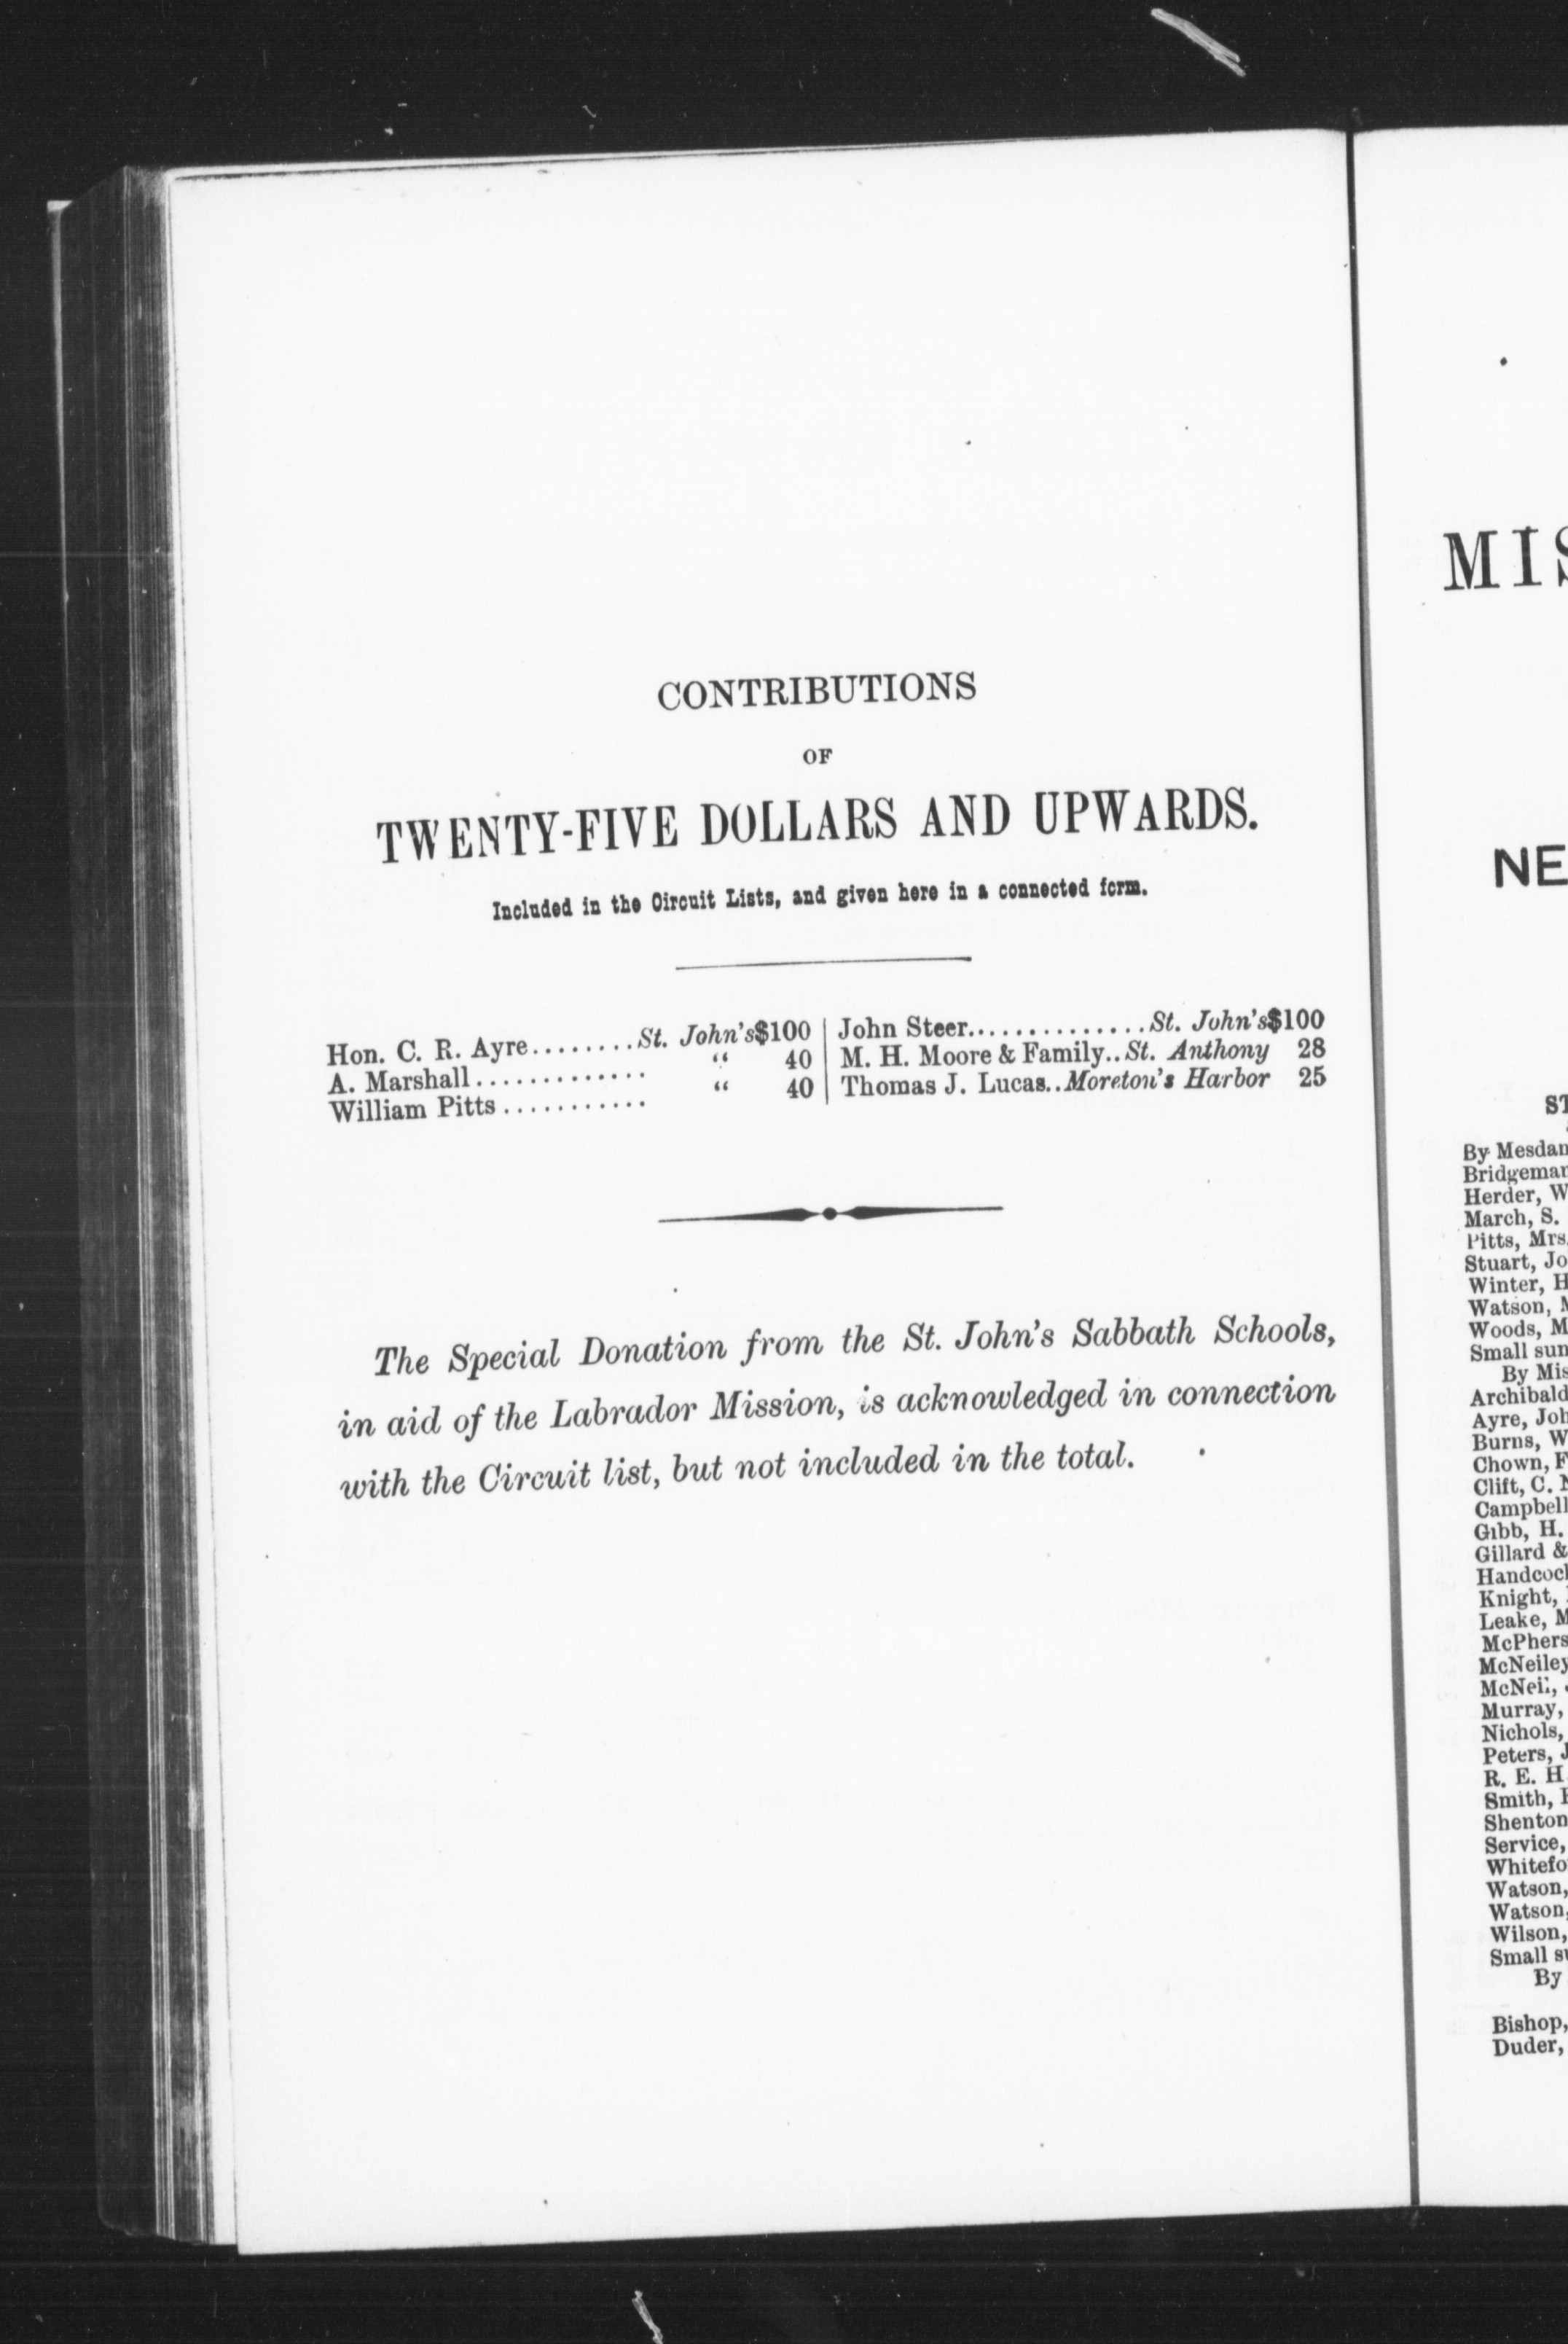 CONTRIBUTIONS
OF
TWENTY-FIVE DOLLARS AND UPWARDS.
Included in the Circuit Lists, and given here in a connected form.
Hon. C. R. Ayre........St. John's $100
A. Marshall............. “ 40
William Pitts........... “ 40
John Steer..............St. John's $100
M. H. Moore & Family..St. Anthony 28
Thomas J. Lucas..Moreton's Harbor 25
The Special Donation from the St. John's Sabbath Schools,
in aid of the Labrador Mission, is acknowledged in connection
with the Circuit list, but not included in the total.
MIS
NE
ST
By Mesdam
Bridgeman
Herder, W
March, S.
Pitts, Mrs.
Stuart, Jo
Winter, H
Watson, M
Woods, M
Small sum
By Mis
Archibald
Ayre, Joh
Burns, W
Chown, F
Clift, C. N
Campbell
Gibb, H.
Gillard &
Handcock
Knight,
Leake, M
McPhers
McNeiley
McNeil, J
Murray,
Nichols,
Peters, J
R. E. H
Smith, H
Shenton
Service,
Whitefo
Watson,
Watson,
Wilson,
Small su
By
Bishop,
Duder,